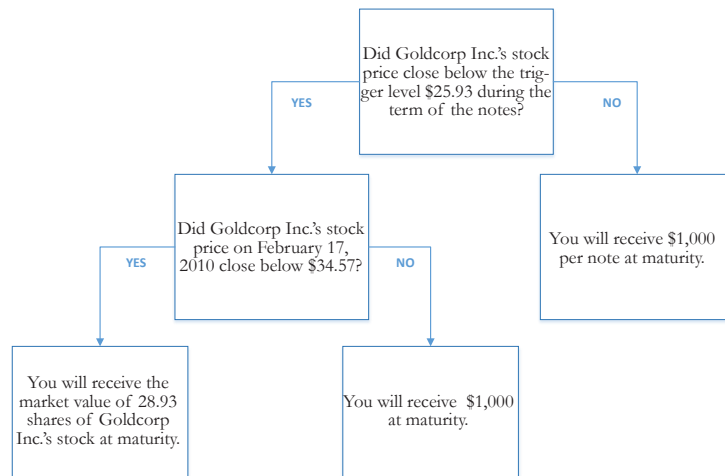 Did Goldcorp Inc.'s stock
price close below the trig-
ger level $25.93 during the
term of the notes?
YES
NO
Did Goldcorp Inc.'s stock
price on February 17,
2010 close below $34.57?
You will receive $1,000
per note at maturity.
YES
NO
You will receive the
market value of 28.93
shares of Goldcorp
Inc.'s stock at maturity.
You will receive $1,000
at maturity.